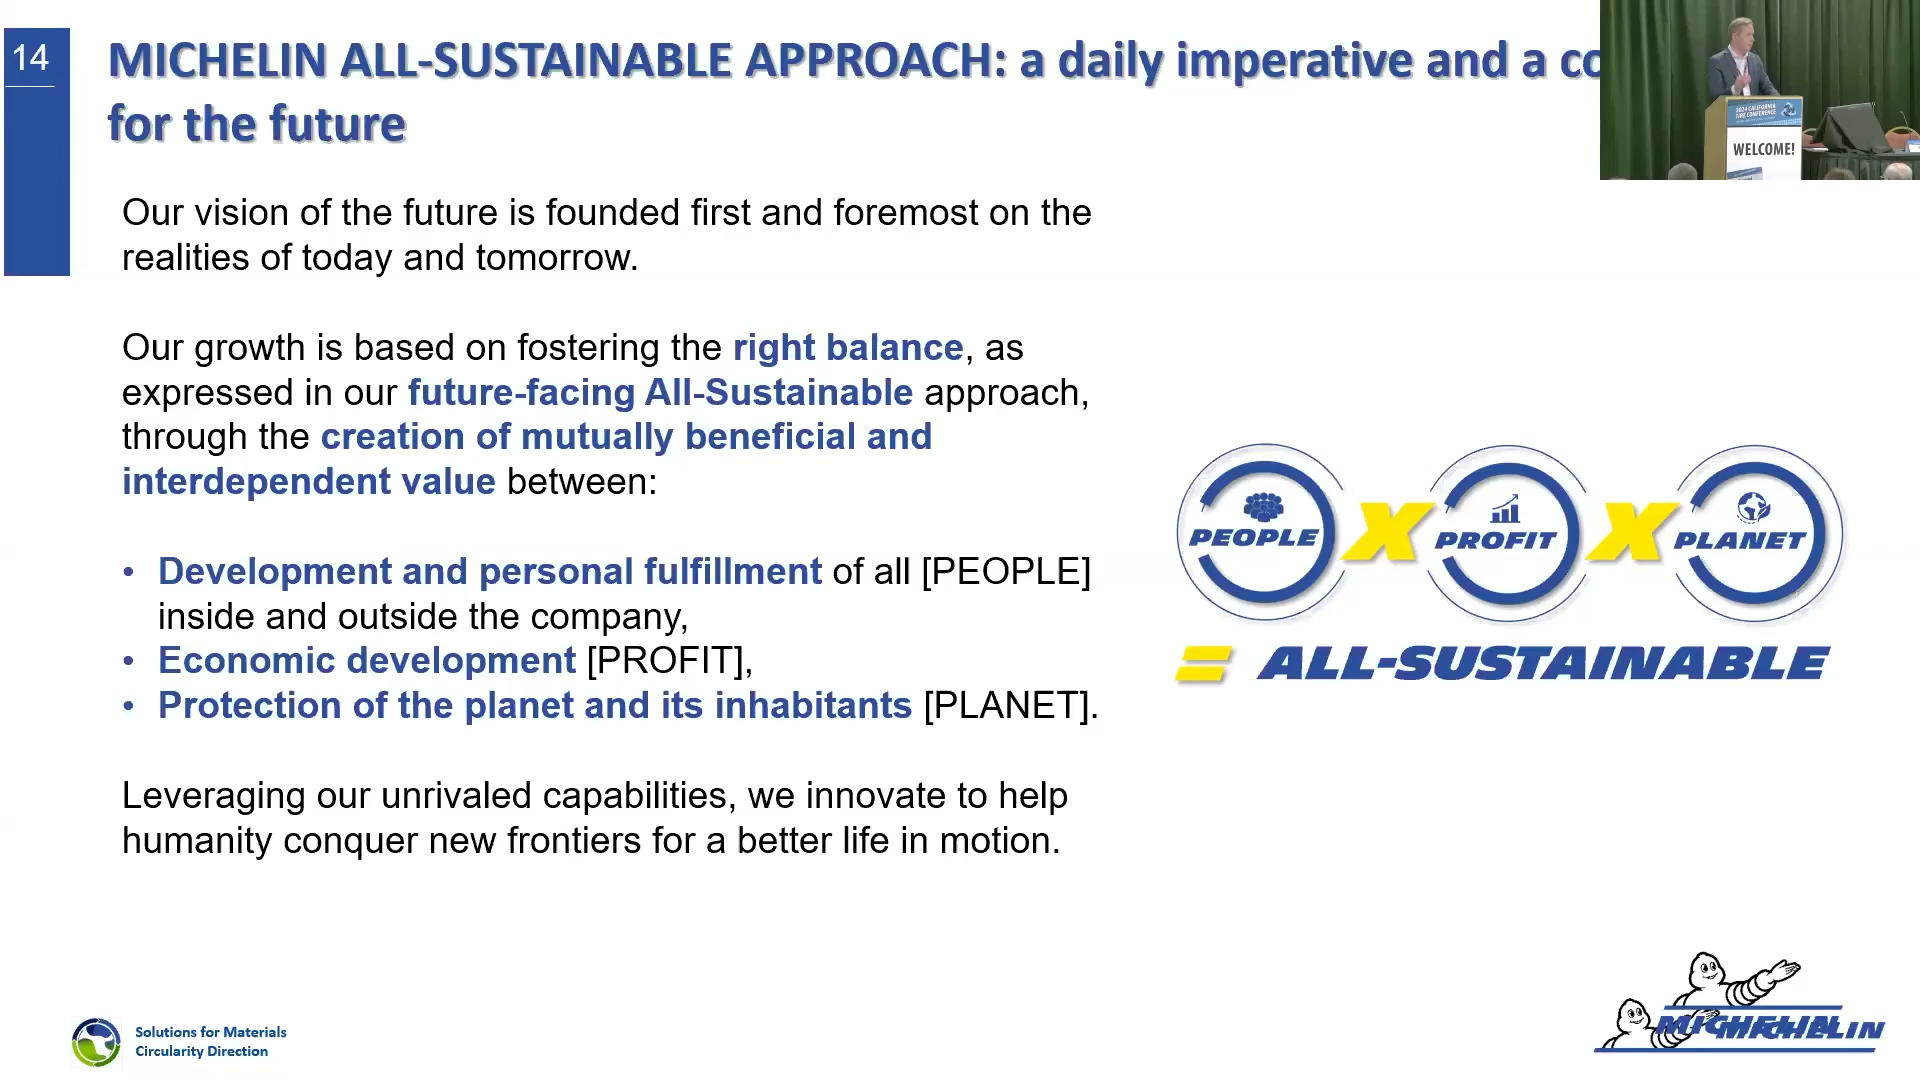 14
MICHELIN ALL-SUSTAINABLE APPROACH: a daily imperative and a
for the future
2024 CALIFORNIA
TIRE CONFERENCE
WELCOME!
Our vision of the future is founded first and foremost on the
realities of today and tomorrow.
Our growth is based on fostering the right balance, as
expressed in our future-facing All-Sustainable approach,
through the creation of mutually beneficial and
interdependent value between:
• Development and personal fulfillment of all [PEOPLE]
inside and outside the company,
• Economic development [PROFIT],
• Protection of the planet and its inhabitants [PLANET].
Leveraging our unrivaled capabilities, we innovate to help
humanity conquer new frontiers for a better life in motion.
PEOPLE X PROFIT X PLANET
= ALL-SUSTAINABLE
Solutions for Materials
Circularity Direction
MICHELIN
MICHELIN